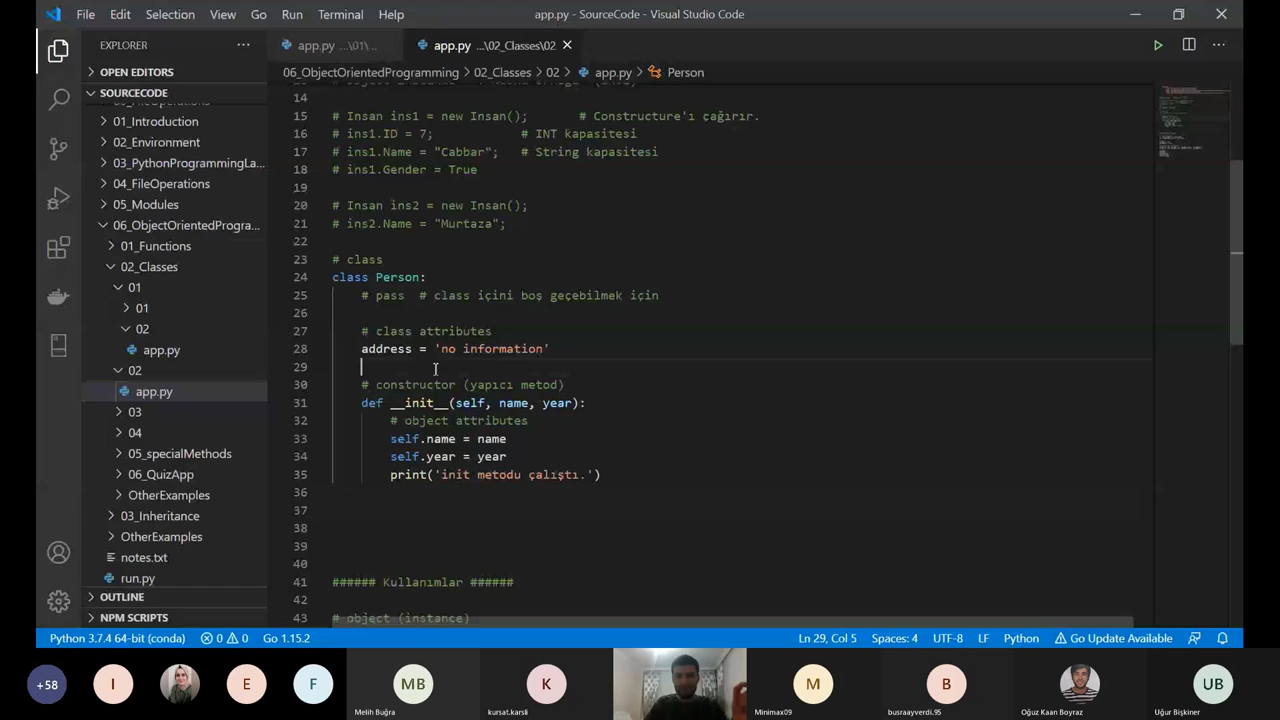 File Edit Selection View Go Run Terminal Help
app.py - SourceCode - Visual Studio Code
EXPLORER
app.py ...\01\...
app.py ...\02_Classes\02
OPEN EDITORS
06_ObjectOrientedProgramming > 02_Classes > 02 > app.py > Person
SOURCECODE
01_Introduction
02_Environment
03_PythonProgrammingLa...
04_FileOperations
05_Modules
06_ObjectOrientedProgra...
01_Functions
02_Classes
01
01
02
app.py
02
app.py
03
04
05_specialMethods
06_QuizApp
OtherExamples
03_Inheritance
OtherExamples
notes.txt
run.py
OUTLINE
NPM SCRIPTS
14
15 # Insan ins1 = new Insan(); # Constructure'ı çağırır.
16 # ins1.ID = 7; # INT kapasitesi
17 # ins1.Name = "Cabbar"; # String kapasitesi
18 # ins1.Gender = True
19
20 # Insan ins2 = new Insan();
21 # ins2.Name = "Murtaza";
22
23 # class
24 class Person:
25 # pass # class içini boş geçebilmek için
26
27 # class attributes
28 address = 'no information'
29
30 # constructor (yapıcı metod)
31 def __init__(self, name, year):
32 # object attributes
33 self.name = name
34 self.year = year
35 print('init metodu çalıştı.')
36
37
38
39
40
41 ###### Kullanımlar ######
42
43 # object (instance)
Python 3.7.4 64-bit (conda) 0 0 Go 1.15.2
Ln 29, Col 5 Spaces: 4 UTF-8 LF Python Go Update Available
+58 I E F MB K M B UB
Melih Buğra kursat.karsli Minimax09 busraayverdi.95 Oğuz Kaan Boyraz Uğur Bişkiner